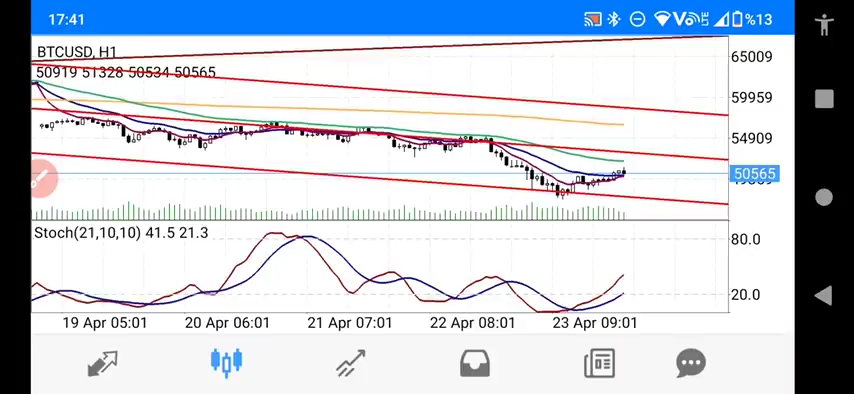 17:41
%13
BTCUSD, H1
50919 51328 50534 50565
65009
59959
54909
50565
Stoch(21,10,10) 41.5 21.3
80.0
20.0
19 Apr 05:01 20 Apr 06:01 21 Apr 07:01 22 Apr 08:01 23 Apr 09:01